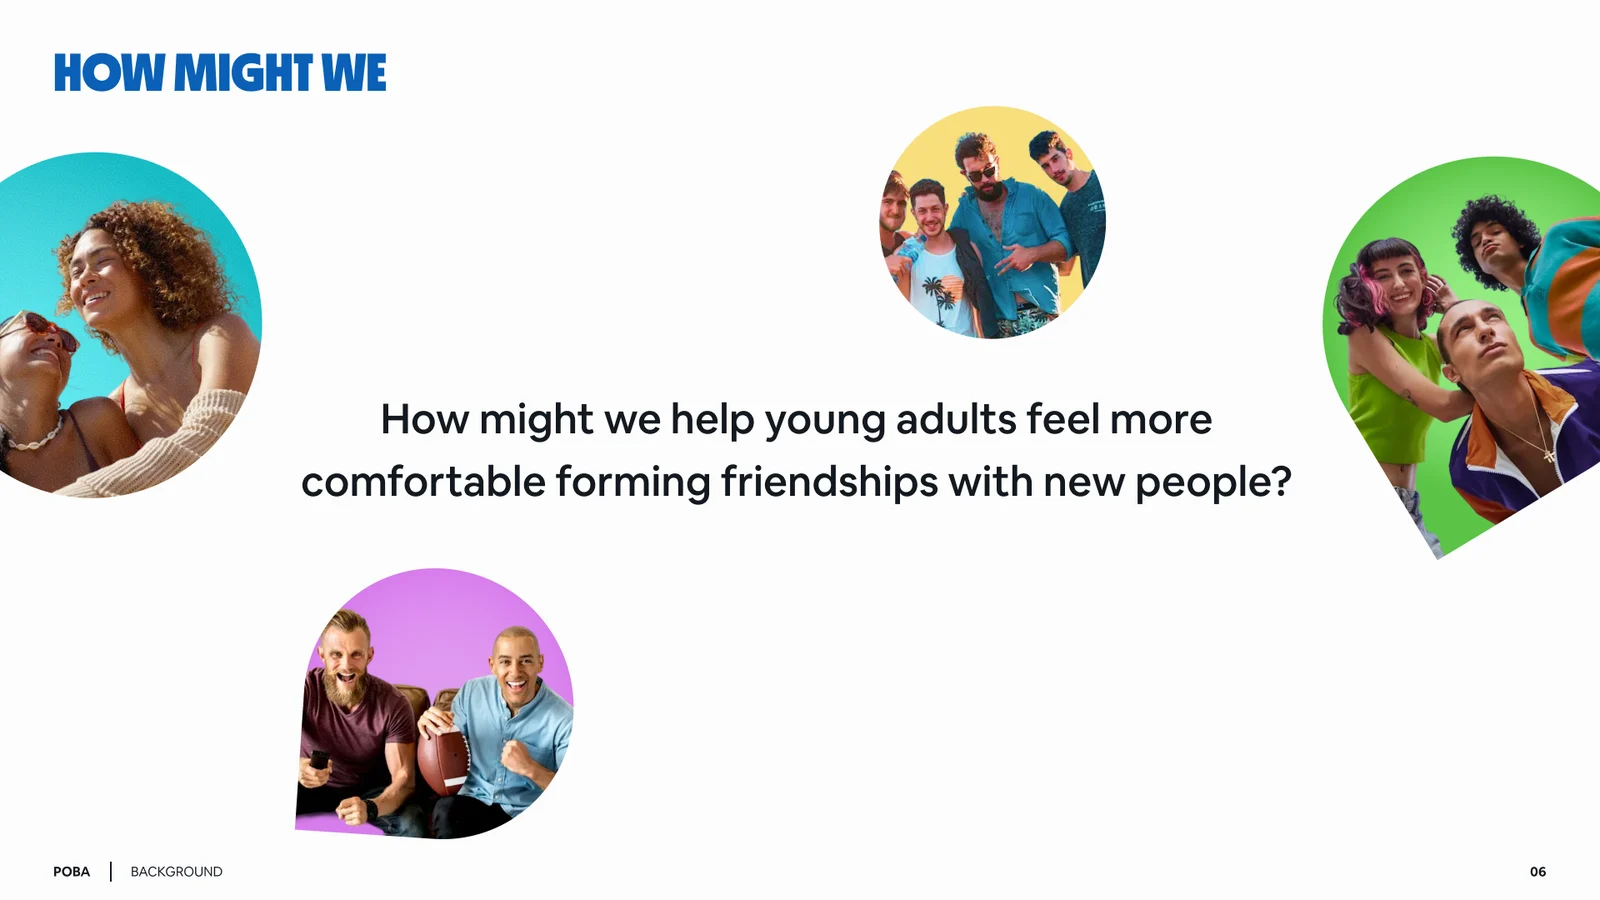 HOW MIGHT WE
How might we help young adults feel more
comfortable forming friendships with new people?
POBA | BACKGROUND
06